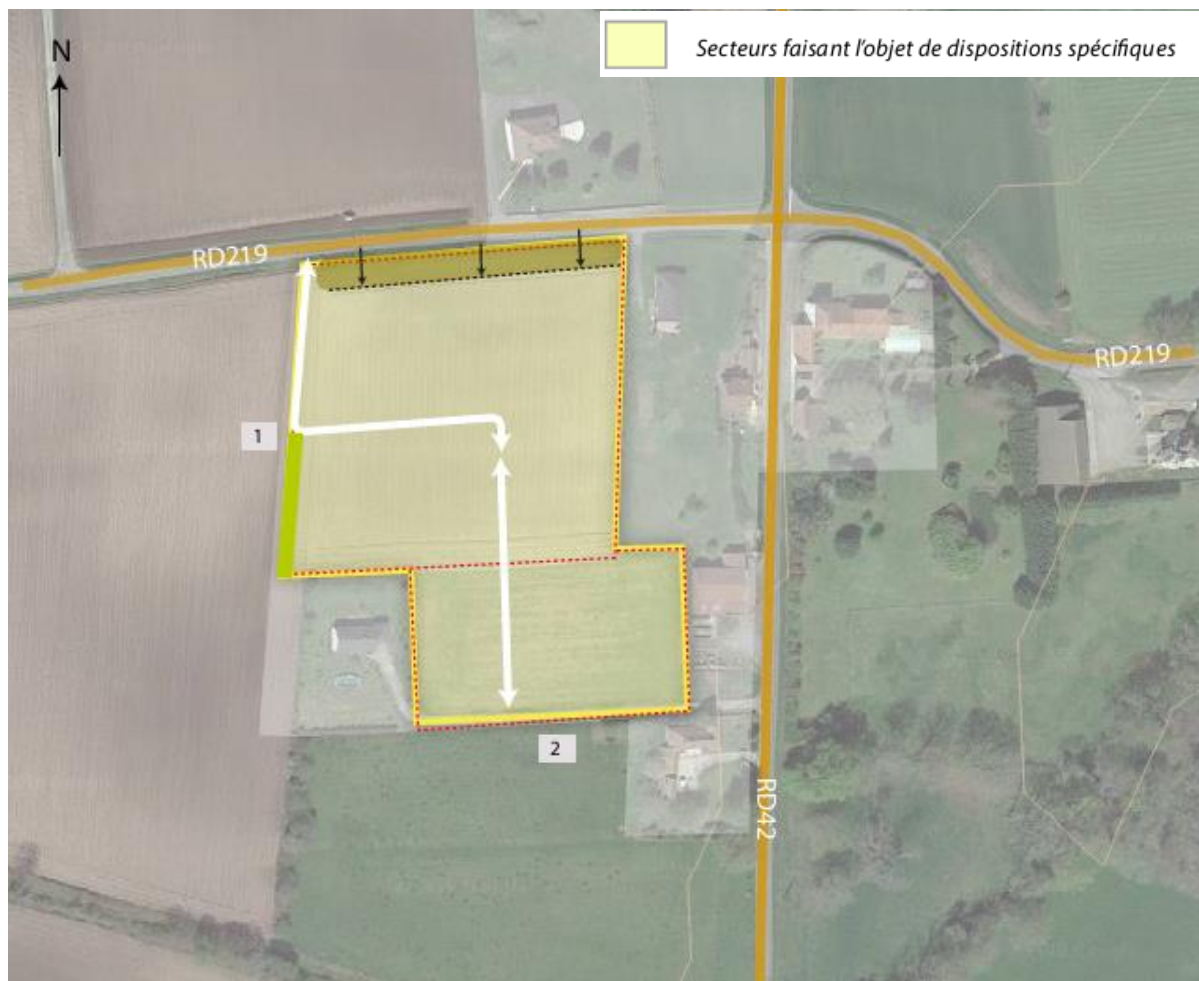 Secteurs faisant l'objet de dispositions spécifiques
N
RD219
RD219
1
2
RD42